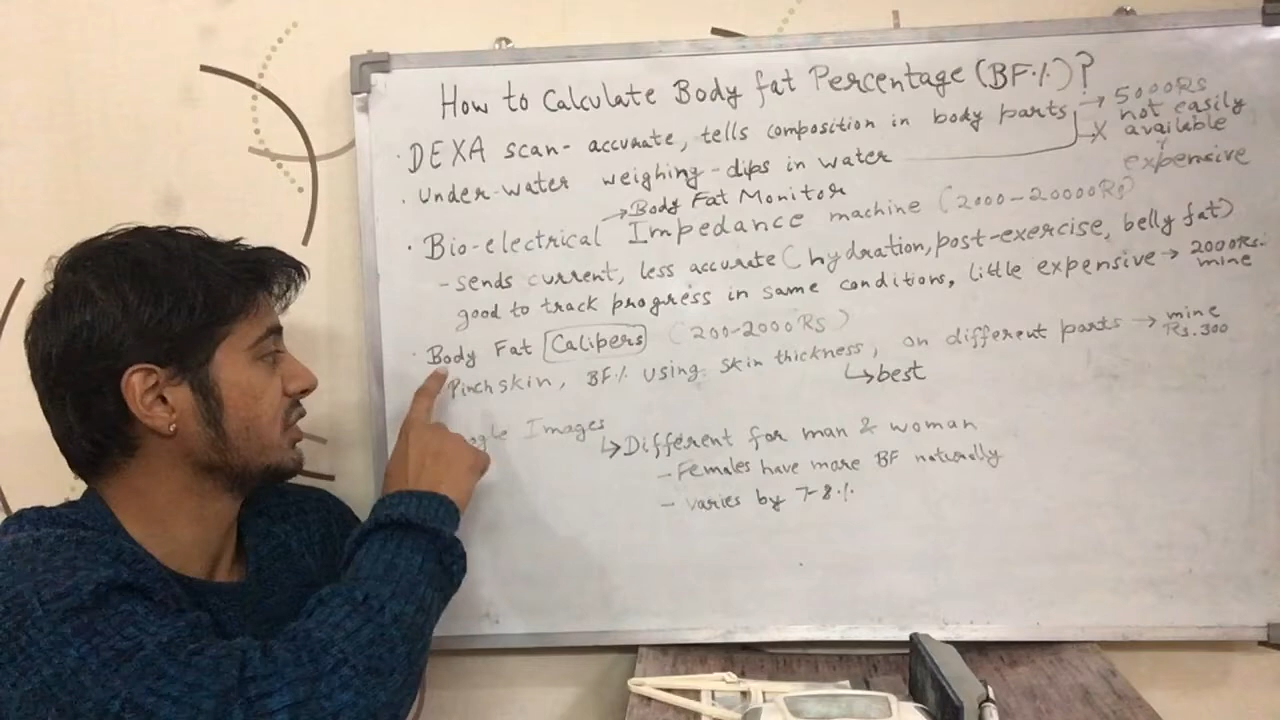 How to Calculate Body fat Percentage (BF%)?
· DEXA scan- accurate, tells composition in body parts → 5000Rs
· Under-water weighing - dips in water X not easily available
expensive
→ Body Fat Monitor
· Bio-electrical Impedance machine (2000-20000Rs)
- sends current, less accurate (hydration, post-exercise, belly fat)
good to track progress in same conditions, little expensive → 2000Rs. mine
· Body Fat Calipers (200-2000Rs)
Pinch skin, BF% using skin thickness, on different parts → mine Rs.300
↳ best
Images ↳ Different for man & woman
- Females have more BF naturally
- varies by 7-8%